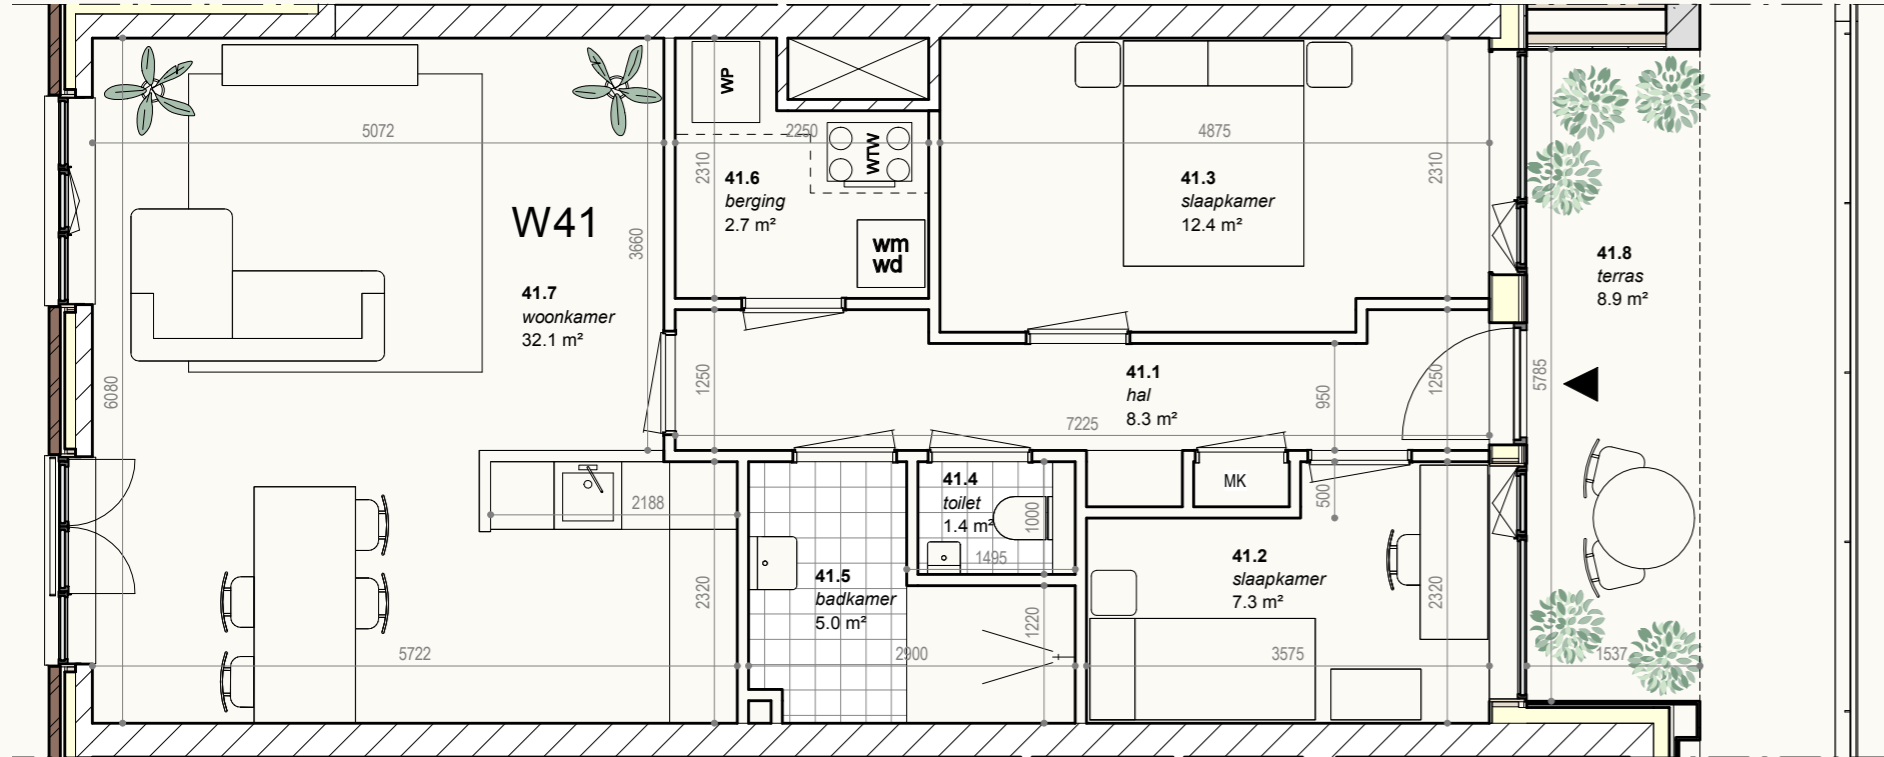 WP
5072
2250
WTW
4875
2310
2310
41.6
berging
2.7 m²
41.3
slaapkamer
12.4 m²
W41
3660
wm
wd
41.8
terras
8.9 m²
41.7
woonkamer
32.1 m²
6080
1250
41.1
hal
8.3 m²
950
1250
5785
7225
2188
41.4
toilet
1.4 m²
1000
1495
MK
500
41.2
slaapkamer
7.3 m²
41.5
badkamer
5.0 m²
2320
1220
2320
5722
2900
3575
1537